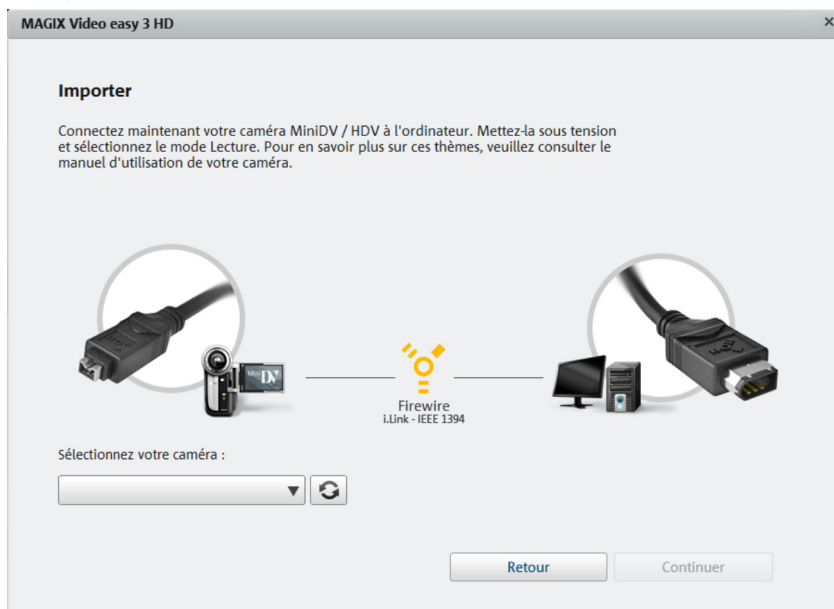 MAGIX Video easy 3 HD
Importer
Connectez maintenant votre caméra MiniDV / HDV à l'ordinateur. Mettez-la sous tension
et sélectionnez le mode Lecture. Pour en savoir plus sur ces thèmes, veuillez consulter le
manuel d'utilisation de votre caméra.
Mini DV
Firewire
i.Link - IEEE 1394
Sélectionnez votre caméra :
Retour
Continuer